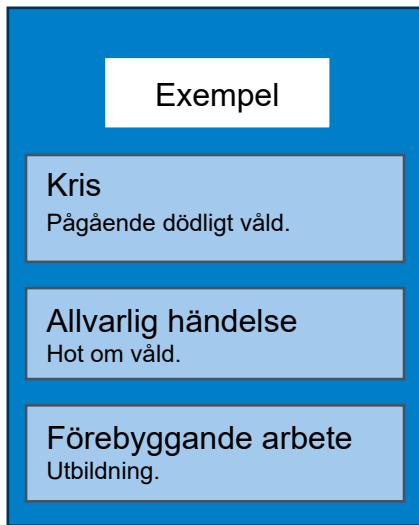 Exempel
Kris
Pågående dödligt våld.
Allvarlig händelse
Hot om våld.
Förebyggande arbete
Utbildning.